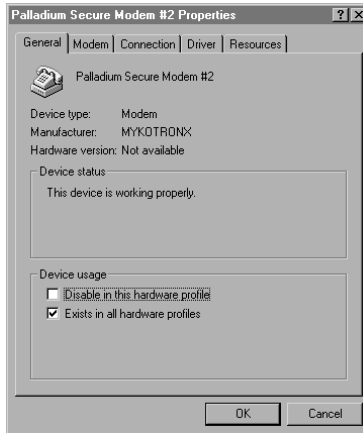 Palladium Secure Modem #2 Properties
General Modem Connection Driver Resources
Palladium Secure Modem #2
Device type: Modem
Manufacturer: MYKOTRONX
Hardware version: Not available
Device status
This device is working properly.
Device usage
Disable in this hardware profile
Exists in all hardware profiles
OK Cancel